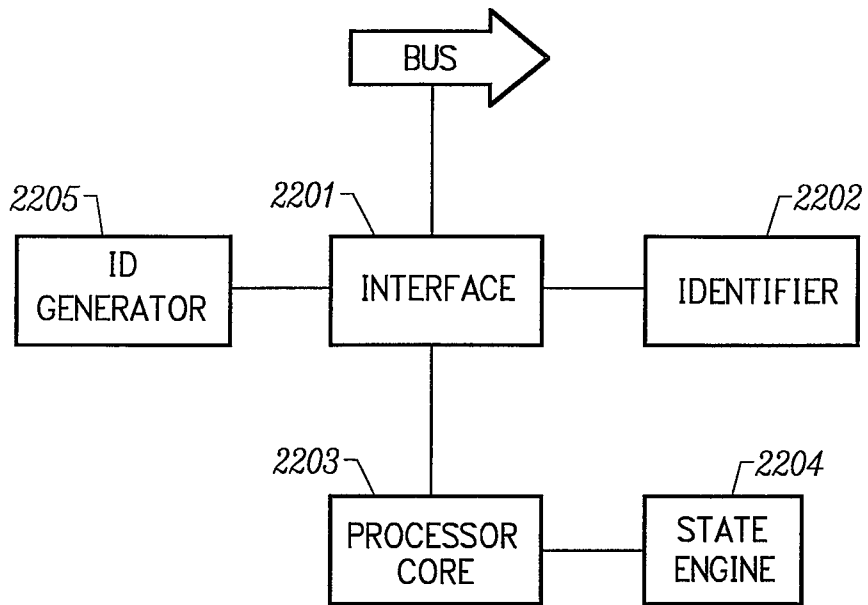 BUS
2205
2201
2202
ID
GENERATOR
INTERFACE
IDENTIFIER
2203
2204
PROCESSOR
CORE
STATE
ENGINE